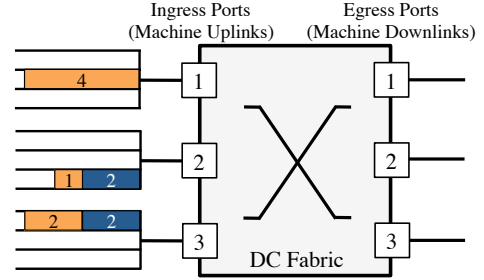 Ingress Ports
(Machine Uplinks)
Egress Ports
(Machine Downlinks)
4
1
1
1 2
2
2
2 2
3
3
DC Fabric